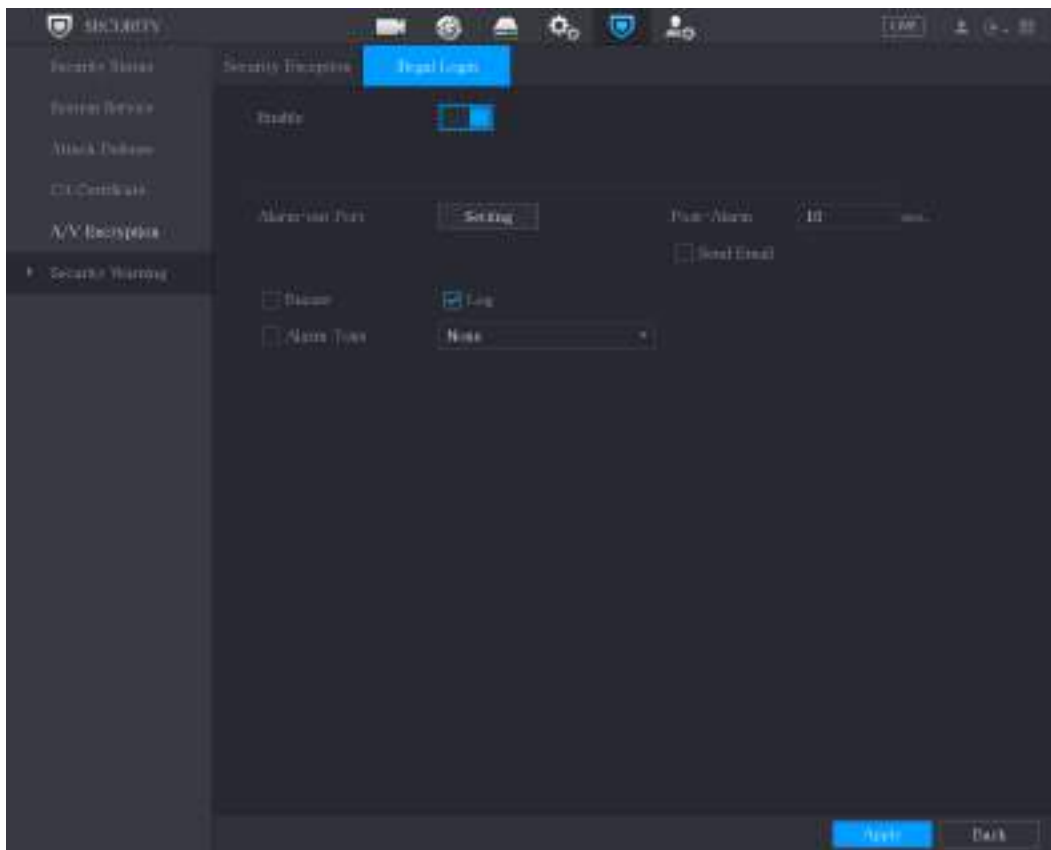 SECURITY
LIVE
Security Status
Security Exception
Illegal Login
System Service
Enable
Attack Defense
CA Certificate
A/V Encryption
Alarm-out Port
Setting
Post-Alarm
10
sec.
Send Email
Security Warning
Buzzer
Log
Alarm Tone
None
Apply
Back